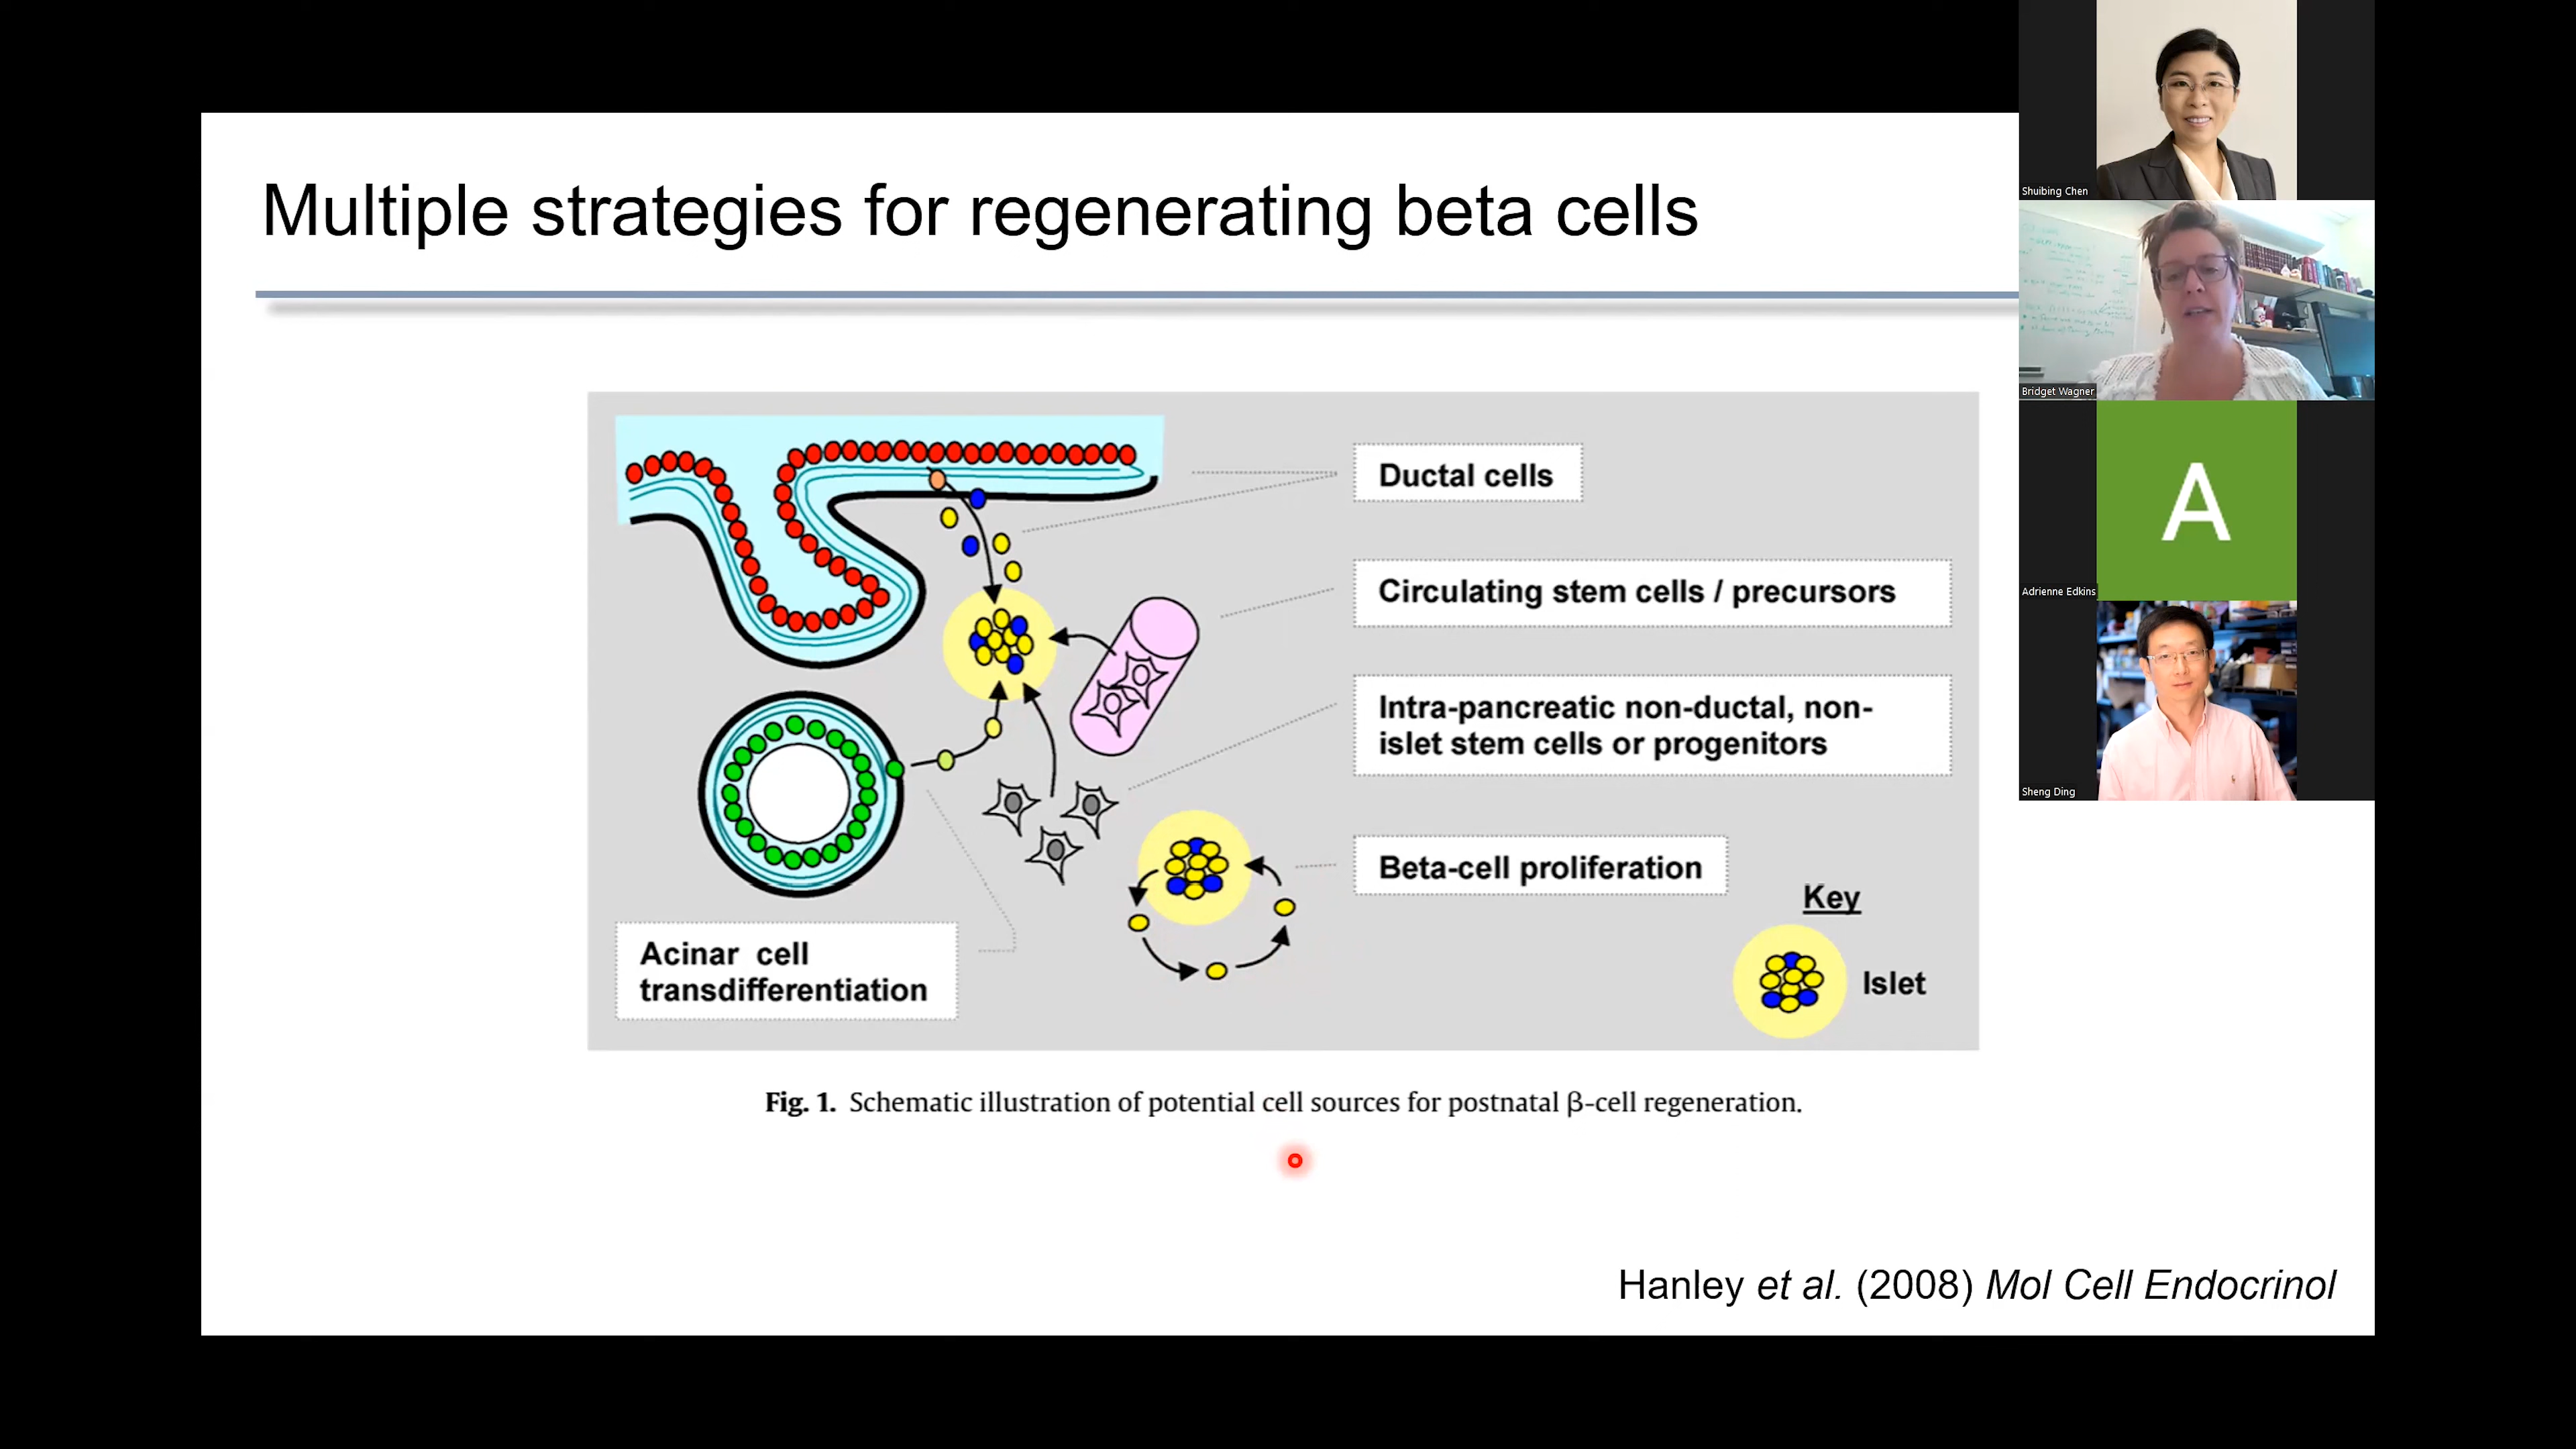 Multiple strategies for regenerating beta cells
Ductal cells
Circulating stem cells / precursors
Intra-pancreatic non-ductal, non-
islet stem cells or progenitors
Beta-cell proliferation
Key
Islet
Acinar cell
transdifferentiation
Fig. 1. Schematic illustration of potential cell sources for postnatal β-cell regeneration.
Hanley et al. (2008) Mol Cell Endocrinol
Shuibing Chen
Bridget Wagner
A
Adrienne Edkins
Sheng Ding